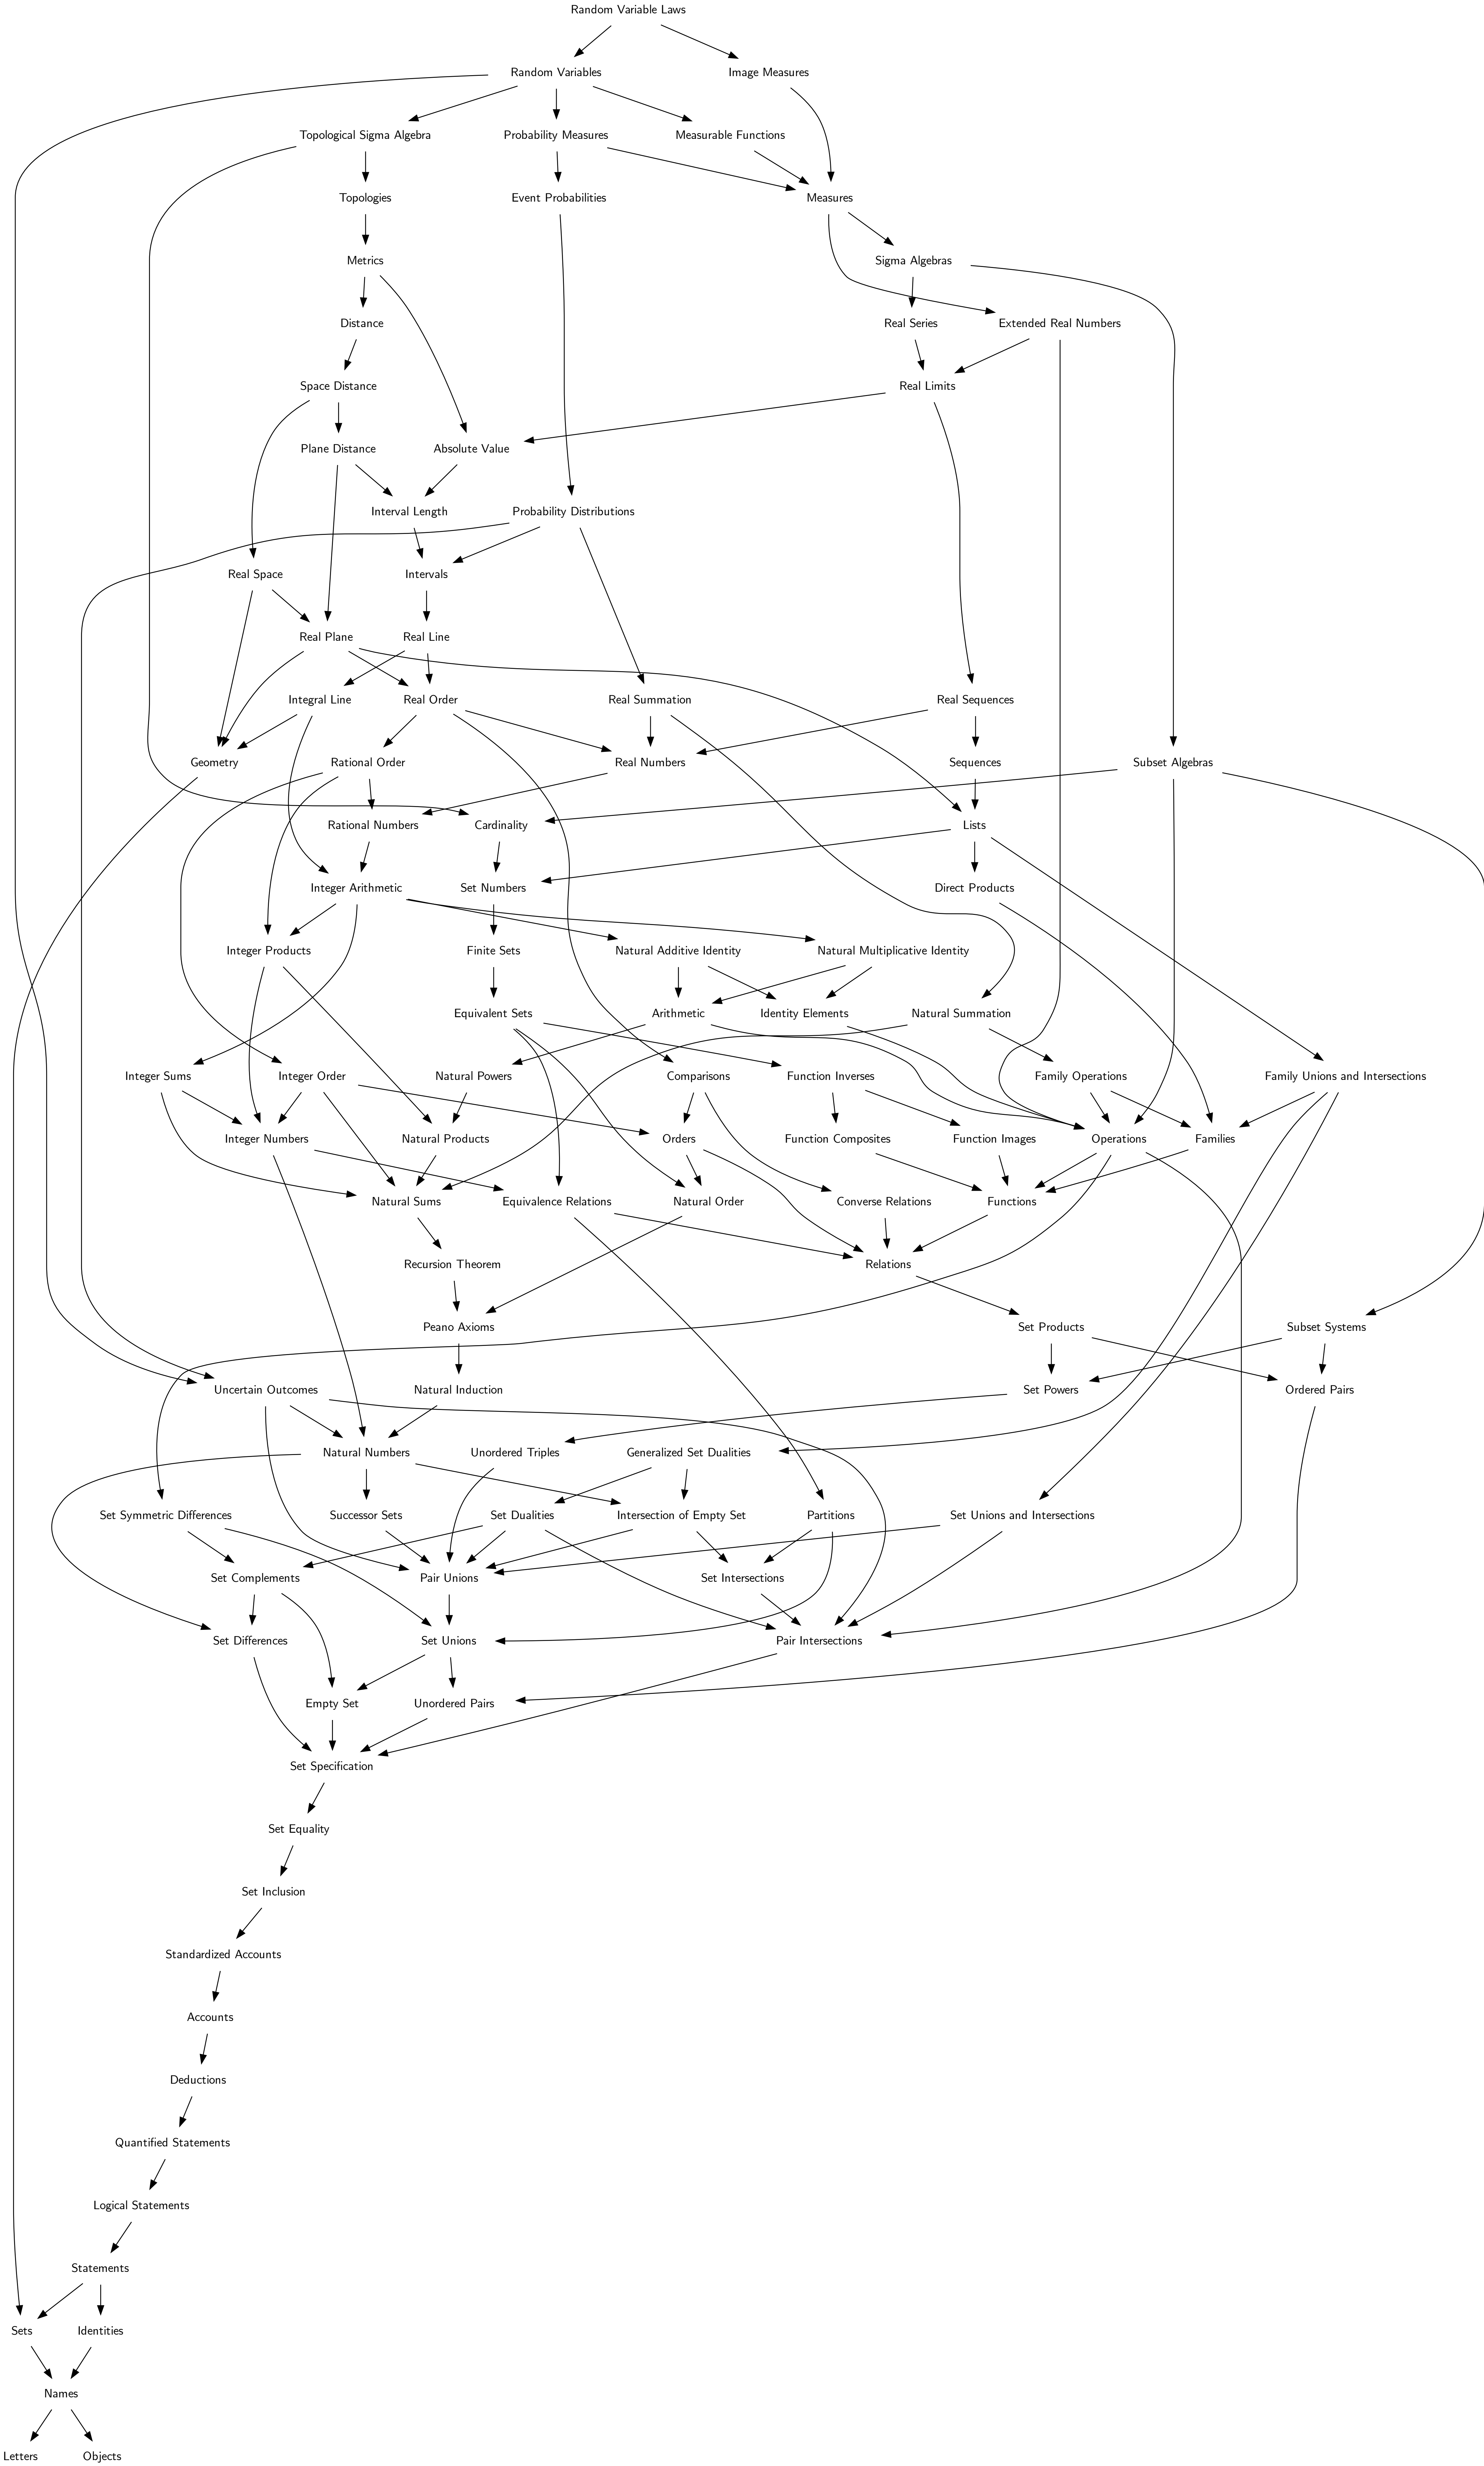 Random Variable Laws
Random Variables
Image Measures
Topological Sigma Algebra
Probability Measures
Measurable Functions
Topologies
Event Probabilities
Measures
Metrics
Sigma Algebras
Distance
Real Series
Extended Real Numbers
Space Distance
Real Limits
Plane Distance
Absolute Value
Interval Length
Probability Distributions
Real Space
Intervals
Real Plane
Real Line
Integral Line
Real Order
Real Summation
Real Sequences
Geometry
Rational Order
Real Numbers
Sequences
Subset Algebras
Rational Numbers
Cardinality
Lists
Integer Arithmetic
Set Numbers
Direct Products
Integer Products
Finite Sets
Natural Additive Identity
Natural Multiplicative Identity
Equivalent Sets
Arithmetic
Identity Elements
Natural Summation
Integer Sums
Integer Order
Natural Powers
Comparisons
Function Inverses
Family Operations
Family Unions and Intersections
Integer Numbers
Natural Products
Orders
Function Composites
Function Images
Operations
Families
Natural Sums
Equivalence Relations
Natural Order
Converse Relations
Functions
Recursion Theorem
Relations
Peano Axioms
Set Products
Subset Systems
Uncertain Outcomes
Natural Induction
Set Powers
Ordered Pairs
Natural Numbers
Unordered Triples
Generalized Set Dualities
Set Symmetric Differences
Successor Sets
Set Dualities
Intersection of Empty Set
Partitions
Set Unions and Intersections
Set Complements
Pair Unions
Set Intersections
Set Differences
Set Unions
Pair Intersections
Empty Set
Unordered Pairs
Set Specification
Set Equality
Set Inclusion
Standardized Accounts
Accounts
Deductions
Quantified Statements
Logical Statements
Statements
Sets
Identities
Names
Letters
Objects